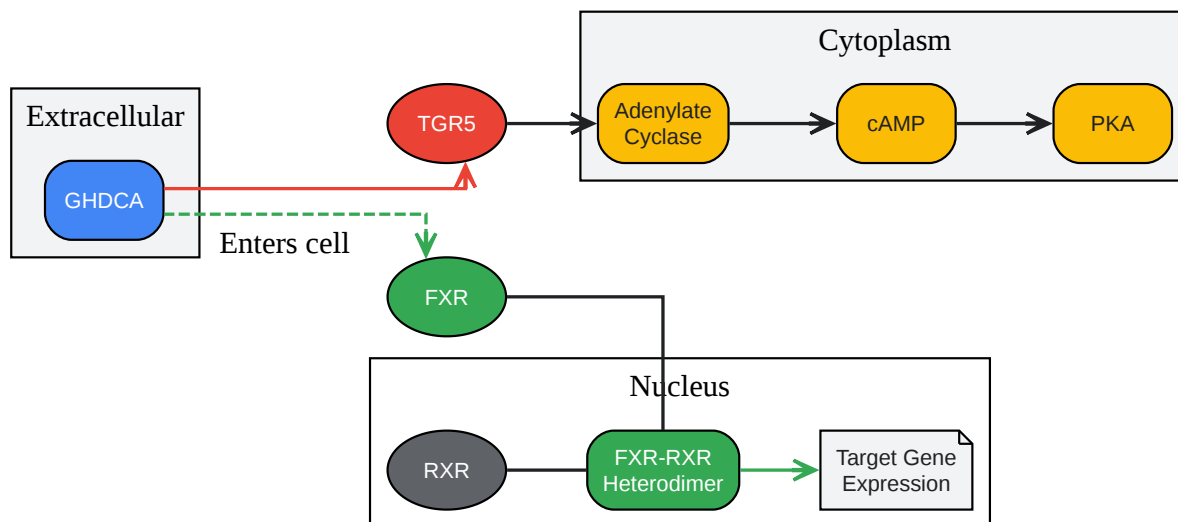 Cytoplasm
Extracellular
TGR5
Adenylate
Cyclase
cAMP
PKA
GHDCA
Enters cell
FXR
Nucleus
RXR
FXR-RXR
Heterodimer
Target Gene
Expression